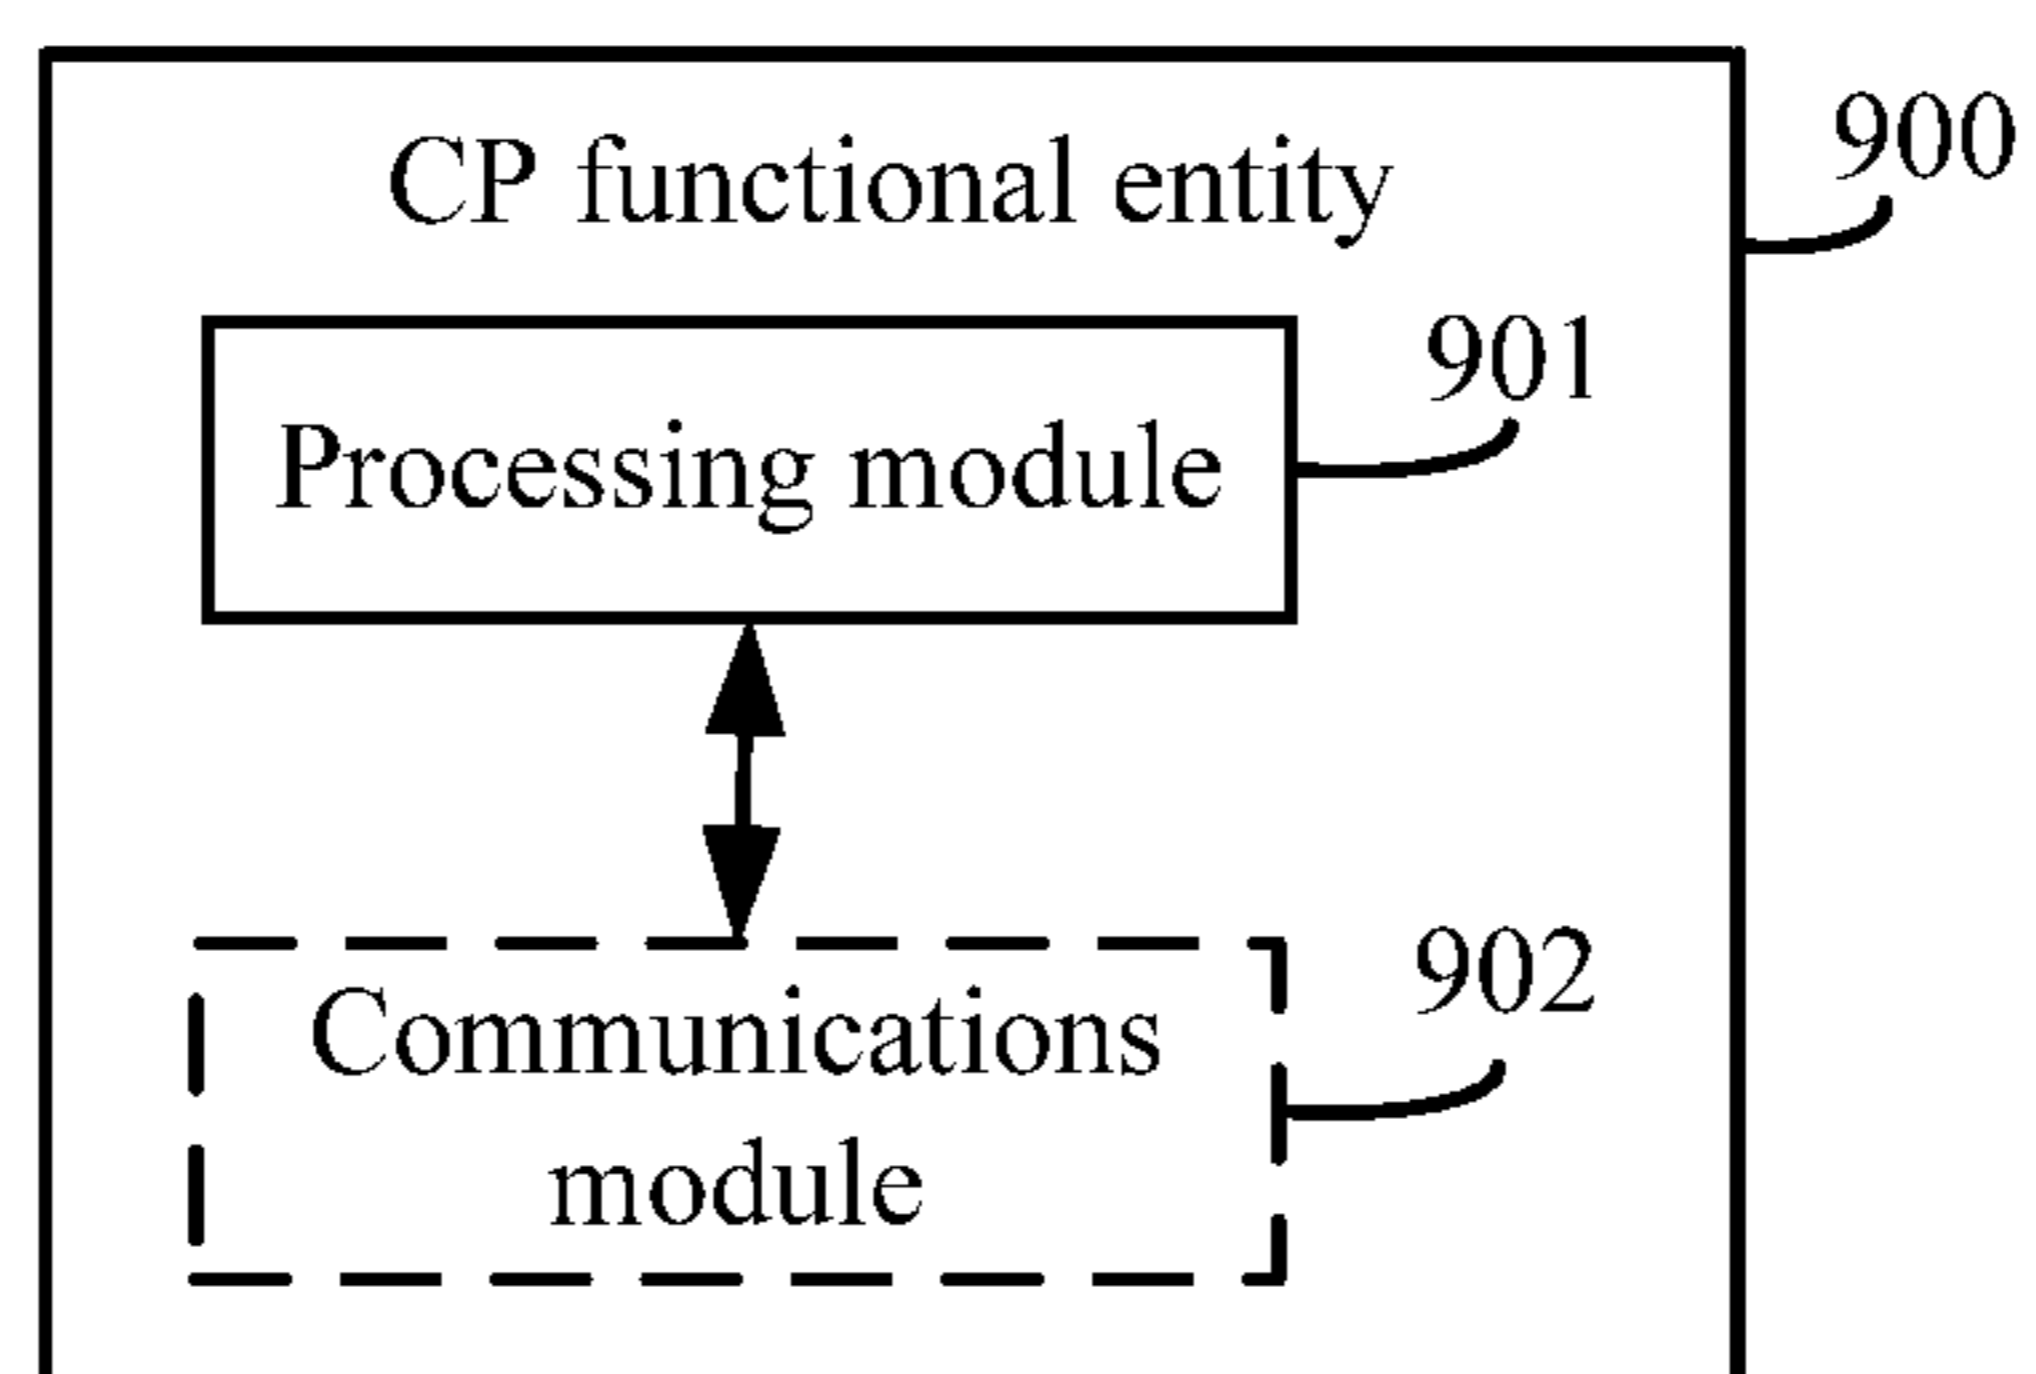 CP functional entity
900
Processing module
901
Communications
module
902